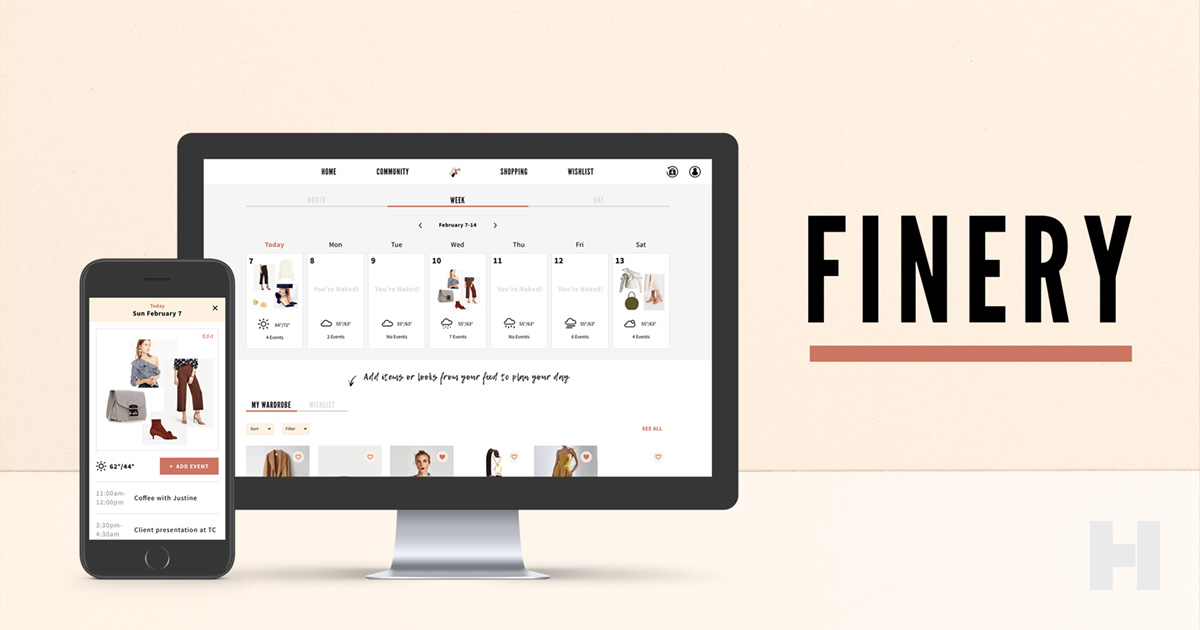 FINERY
HOME COMMUNITY SHOPPING WISHLIST
MONTH WEEK DAY
February 7-14
Today Mon Tue Wed Thu Fri Sat
7 8 9 10 11 12 13
You're Naked! You're Naked! You're Naked! You're Naked!
64°/72° 55°/63° 55°/63° 55°/63° 55°/63° 55°/63° 55°/63°
4 Events 2 Events No Events 7 Events No Events 6 Events 4 Events
Add items or looks from your feed to plan your day
MY WARDROBE WISHLIST
Sort Filter SEE ALL
Today
Sun February 7
Edit
62°/44° + ADD EVENT
11:00am-
12:00pm
Coffee with Justine
3:30pm-
4:30am
Client presentation at TC
H